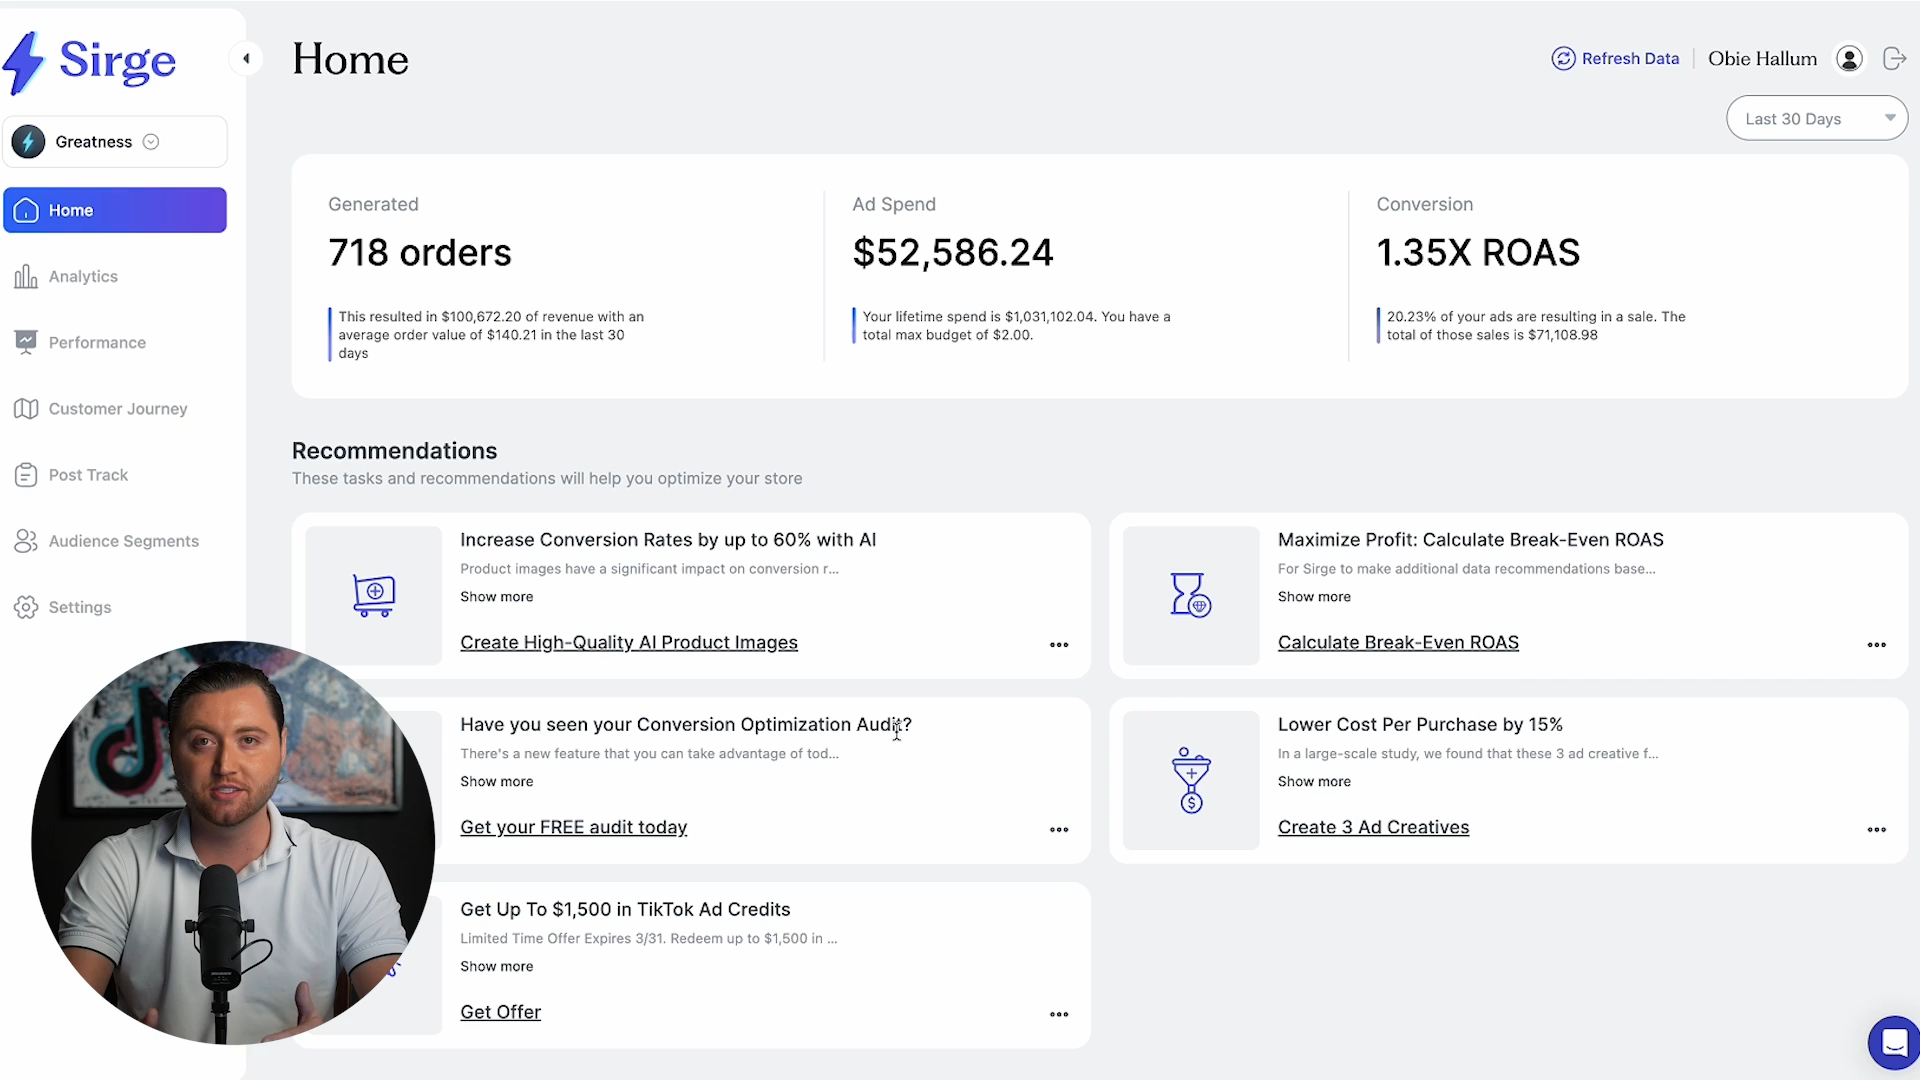 Sirge
Home
Refresh Data
Obie Hallum
Last 30 Days
Greatness
Home
Analytics
Performance
Customer Journey
Post Track
Audience Segments
Settings
Generated
718 orders
This resulted in $100,672.20 of revenue with an
average order value of $140.21 in the last 30
days
Ad Spend
$52,586.24
Your lifetime spend is $1,031,102.04. You have a
total max budget of $2.00.
Conversion
1.35X ROAS
20.23% of your ads are resulting in a sale. The
total of those sales is $71,108.98
Recommendations
These tasks and recommendations will help you optimize your store
Increase Conversion Rates by up to 60% with AI
Product images have a significant impact on conversion r...
Show more
Create High-Quality AI Product Images
Maximize Profit: Calculate Break-Even ROAS
For Sirge to make additional data recommendations base...
Show more
Calculate Break-Even ROAS
Have you seen your Conversion Optimization Audit?
There's a new feature that you can take advantage of tod...
Show more
Get your FREE audit today
Lower Cost Per Purchase by 15%
In a large-scale study, we found that these 3 ad creative f...
Show more
Create 3 Ad Creatives
Get Up To $1,500 in TikTok Ad Credits
Limited Time Offer Expires 3/31. Redeem up to $1,500 in ...
Show more
Get Offer